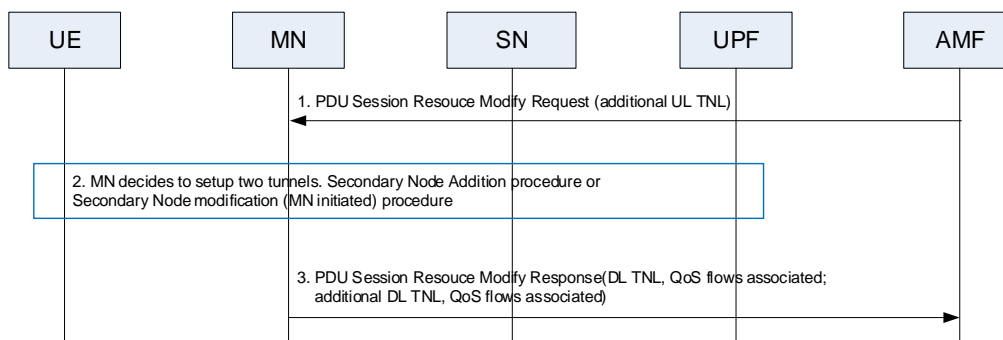 UE
MN
SN
UPF
AMF
1. PDU Session Resouce Modify Request (additional UL TNL)
2. MN decides to setup two tunnels. Secondary Node Addition procedure or
Secondary Node modification (MN initiated) procedure
3. PDU Session Resouce Modify Response(DL TNL, QoS flows associated;
additional DL TNL, QoS flows associated)